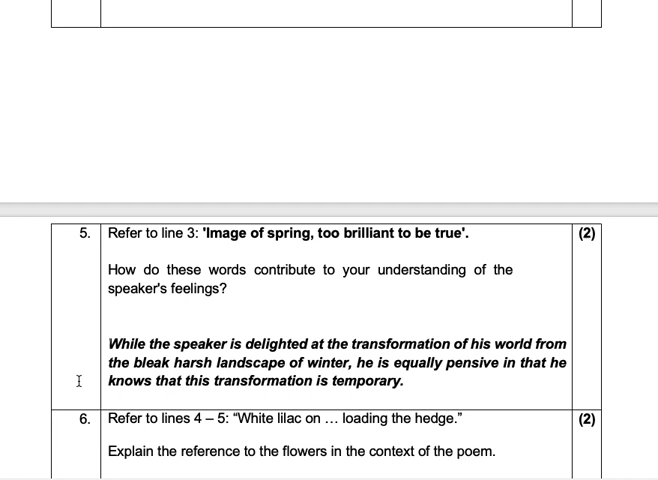 5. Refer to line 3: 'Image of spring, too brilliant to be true'. (2)
How do these words contribute to your understanding of the
speaker's feelings?
While the speaker is delighted at the transformation of his world from
the bleak harsh landscape of winter, he is equally pensive in that he
knows that this transformation is temporary.
6. Refer to lines 4 – 5: “White lilac on … loading the hedge.” (2)
Explain the reference to the flowers in the context of the poem.